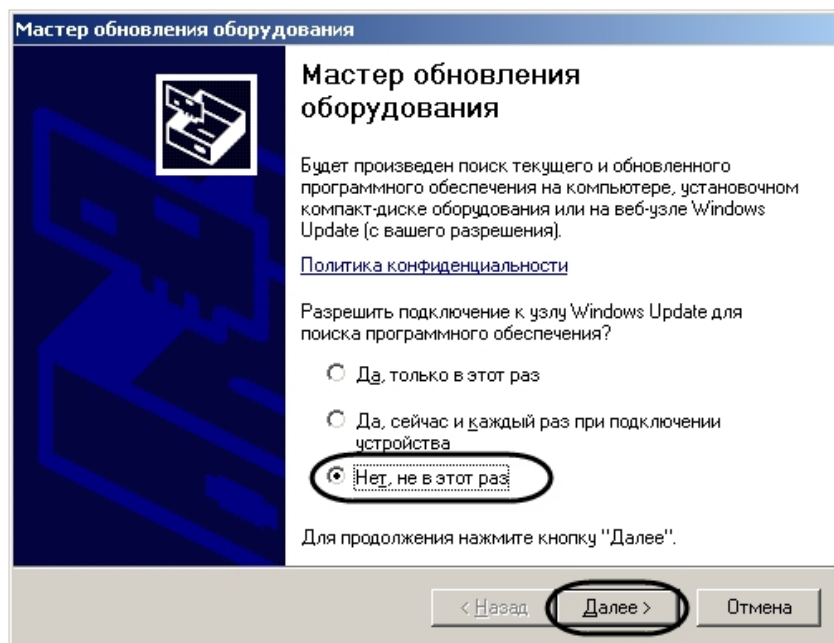 Мастер обновления оборудования
Мастер обновления
оборудования
Будет произведен поиск текущего и обновленного
программного обеспечения на компьютере, установочном
компакт-диске оборудования или на веб-узле Windows
Update (с вашего разрешения).
Политика конфиденциальности
Разрешить подключение к узлу Windows Update для
поиска программного обеспечения?
Да, только в этот раз
Да, сейчас и каждый раз при подключении
устройства
Нет, не в этот раз
Для продолжения нажмите кнопку "Далее".
< Назад
Далее >
Отмена